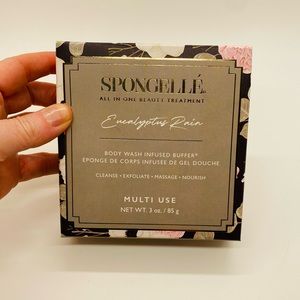 SPONGELLÉ
ALL IN ONE BEAUTY TREATMENT
Eucalyptus Rain
BODY WASH INFUSED BUFFER®
ÉPONGE DE CORPS INFUSÉE DE GEL DOUCHE
CLEANSE • EXFOLIATE • MASSAGE • NOURISH
MULTI USE
NET WT. 3 oz. / 85 g